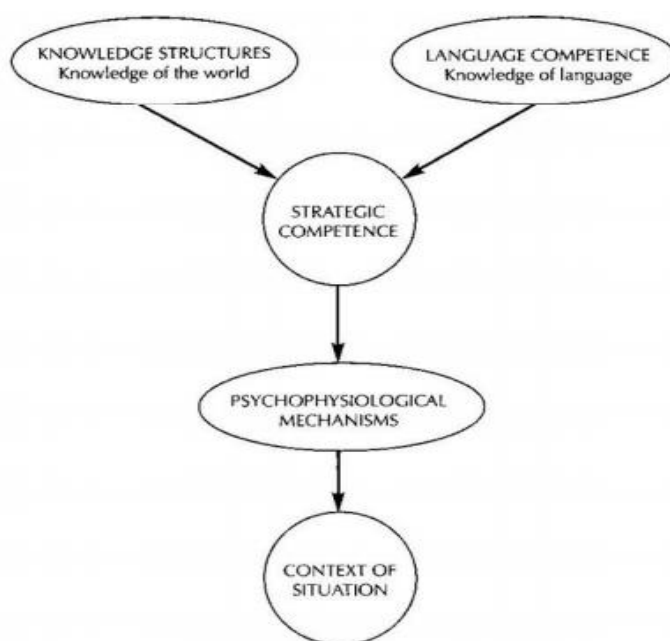 KNOWLEDGE STRUCTURES
Knowledge of the world
LANGUAGE COMPETENCE
Knowledge of language
STRATEGIC
COMPETENCE
PSYCHOPHYSIOLOGICAL
MECHANISMS
CONTEXT OF
SITUATION